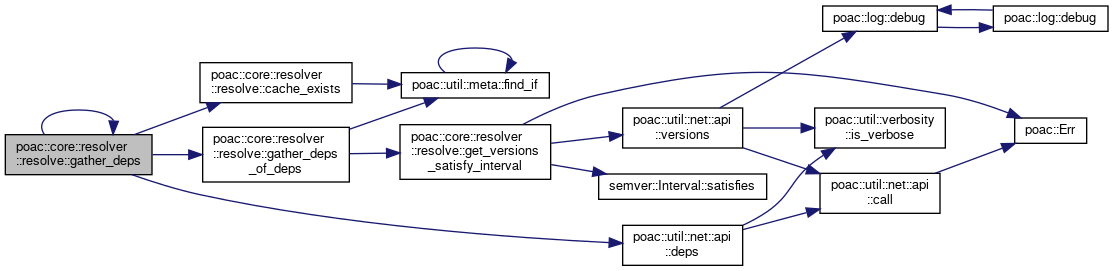 poac::core::resolver
::resolve::gather_deps
poac::core::resolver
::resolve::cache_exists
poac::core::resolver
::resolve::gather_deps
_of_deps
poac::util::meta::find_if
poac::core::resolver
::resolve::get_versions
_satisfy_interval
poac::util::net::api
::versions
semver::Interval::satisfies
poac::util::net::api
::deps
poac::log::debug
poac::util::verbosity
::is_verbose
poac::util::net::api
::call
poac::log::debug
poac::Err